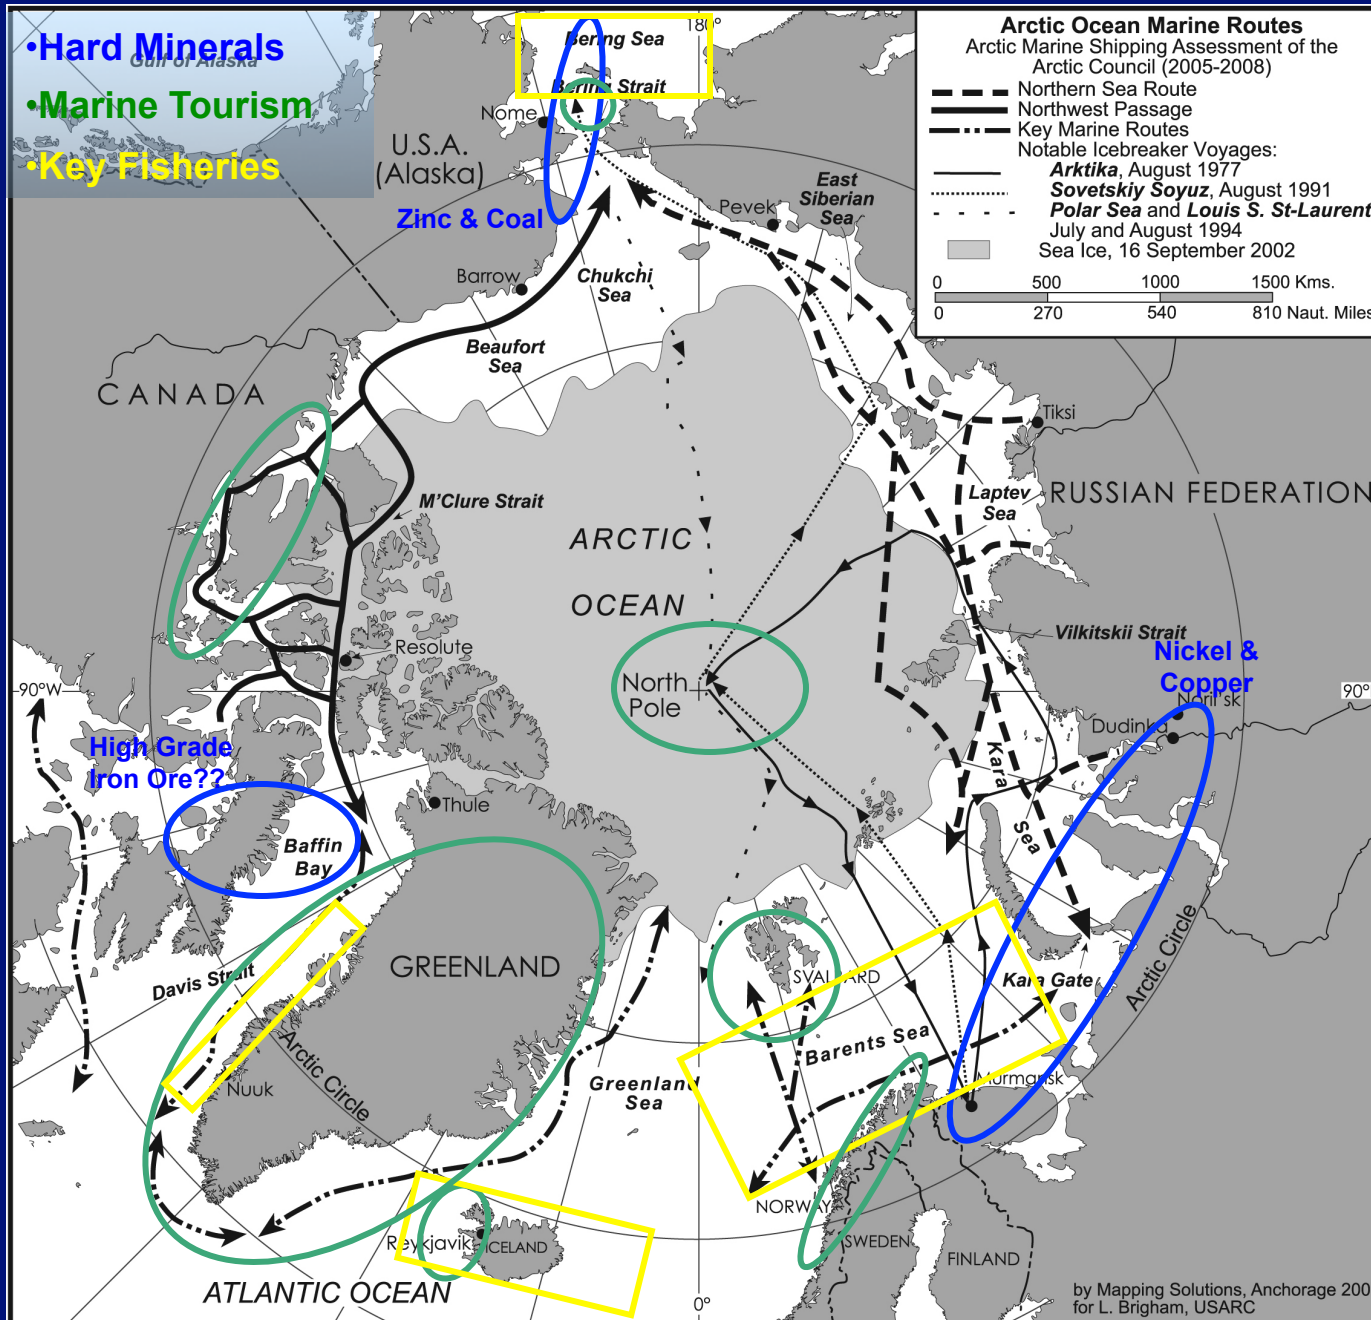 •Hard Minerals
Gulf of Alaska
•Marine Tourism
•Key Fisheries
Bering Sea
180°
Bering Strait
Nome
U.S.A.
(Alaska)
Zinc & Coal
Barrow
Chukchi
Sea
Beaufort
Sea
Pevek
East
Siberian
Sea
Arctic Ocean Marine Routes
Arctic Marine Shipping Assessment of the
Arctic Council (2005-2008)
Northern Sea Route
Northwest Passage
Key Marine Routes
Notable Icebreaker Voyages:
Arktika, August 1977
Sovetskiy Soyuz, August 1991
Polar Sea and Louis S. St-Laurent
July and August 1994
Sea Ice, 16 September 2002
0 500 1000 1500 Kms.
0 270 540 810 Naut. Miles
CANADA
Tiksi
M'Clure Strait
Laptev
Sea
RUSSIAN FEDERATION
ARCTIC
OCEAN
Resolute
Vilkitskii Strait
North
Pole
90°W
90°
Nickel &
Copper
Noril'sk
Dudinka
High Grade
Iron Ore??
Thule
Kara
Sea
Baffin
Bay
Davis Strait
GREENLAND
SVALBARD
Kara Gate
Arctic Circle
Barents Sea
Arctic Circle
Nuuk
Greenland
Sea
Murmansk
NORWAY
Reykjavik
ICELAND
SWEDEN
FINLAND
ATLANTIC OCEAN
0°
by Mapping Solutions, Anchorage 200
for L. Brigham, USARC